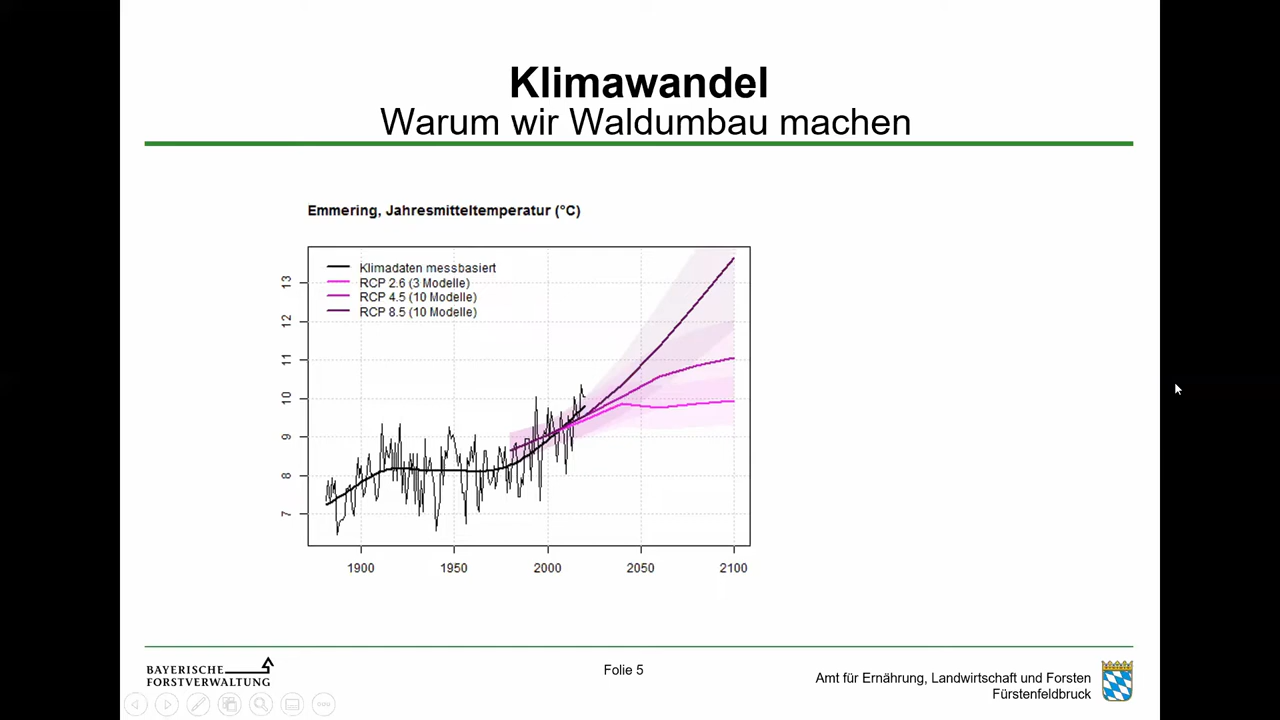 Klimawandel
Warum wir Waldumbau machen
Emmering, Jahresmitteltemperatur (°C)
Klimadaten messbasiert
RCP 2.6 (3 Modelle)
RCP 4.5 (10 Modelle)
RCP 8.5 (10 Modelle)
13
12
11
10
9
8
7
1900 1950 2000 2050 2100
BAYERISCHE
FORSTVERWALTUNG
Folie 5
Amt für Ernährung, Landwirtschaft und Forsten
Fürstenfeldbruck